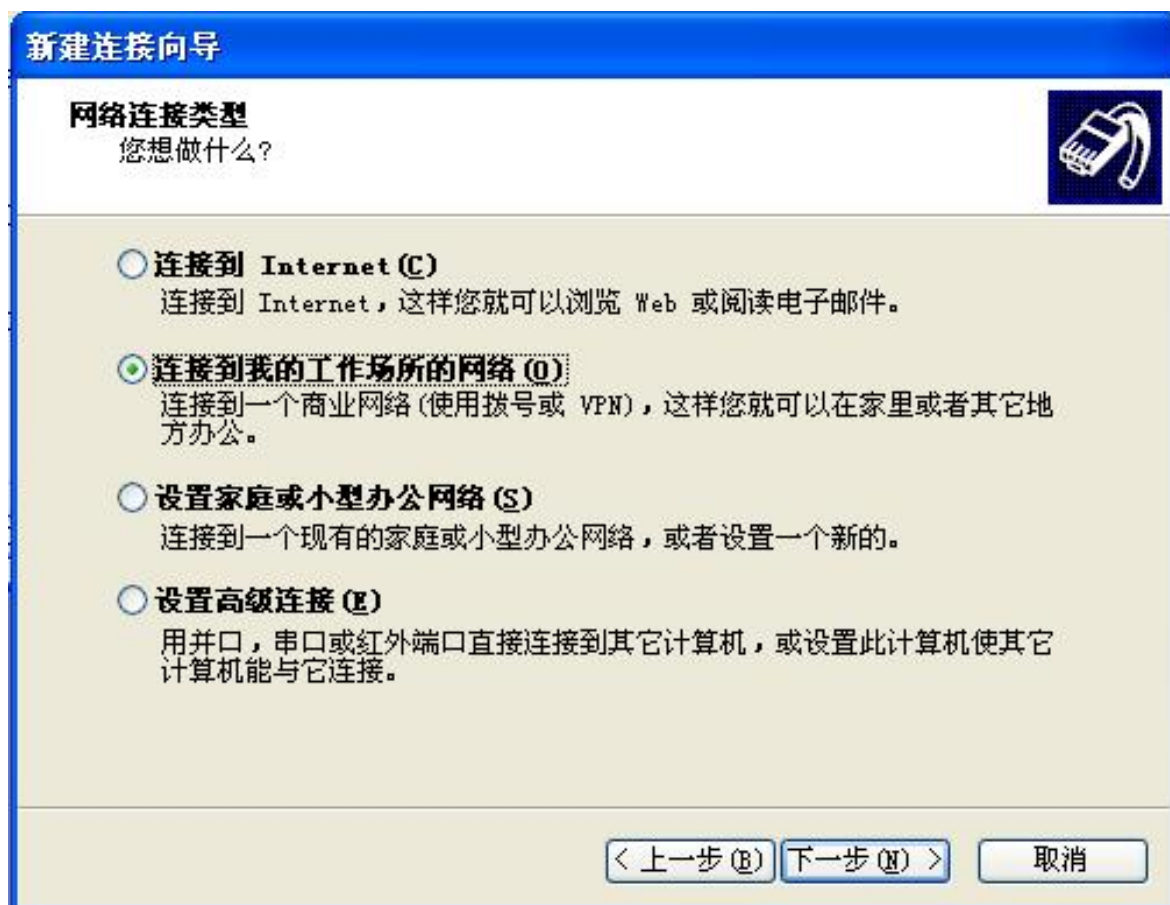 新建连接向导
网络连接类型
您想做什么?
连接到 Internet(C)
连接到 Internet，这样您就可以浏览 Web 或阅读电子邮件。
连接到我的工作场所的网络(O)
连接到一个商业网络(使用拨号或 VPN)，这样您就可以在家里或者其它地
方办公。
设置家庭或小型办公网络(S)
连接到一个现有的家庭或小型办公网络，或者设置一个新的。
设置高级连接(E)
用并口，串口或红外端口直接连接到其它计算机，或设置此计算机使其它
计算机能与它连接。
< 上一步(B) 下一步(N) > 取消